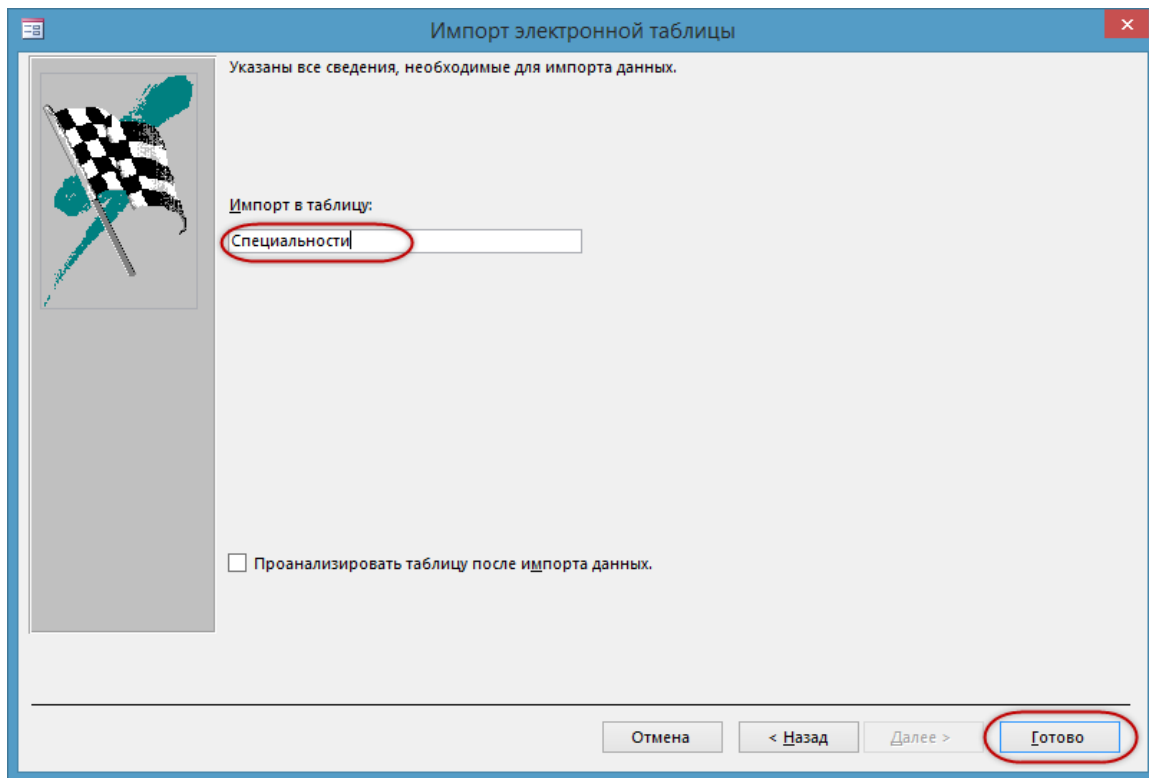 Импорт электронной таблицы
Указаны все сведения, необходимые для импорта данных.
Импорт в таблицу:
Специальности
Проанализировать таблицу после импорта данных.
Отмена
< Назад
Далее >
Готово